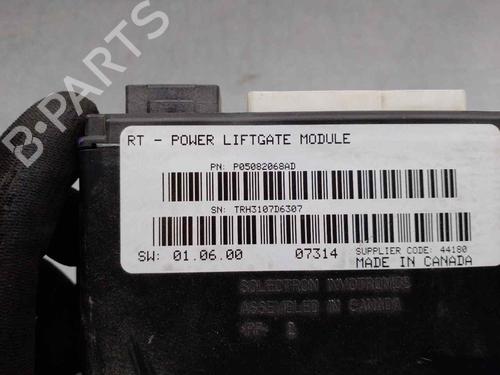 B-PARTS
RT - POWER LIFTGATE MODULE
PN: P05082068AD
SN: TRH3107D6307
SW: 01.06.00 07314 SUPPLIER CODE: 44180
MADE IN CANADA
SOLECTRON INVOTRONICS
ASSEMBLED IN CANADA